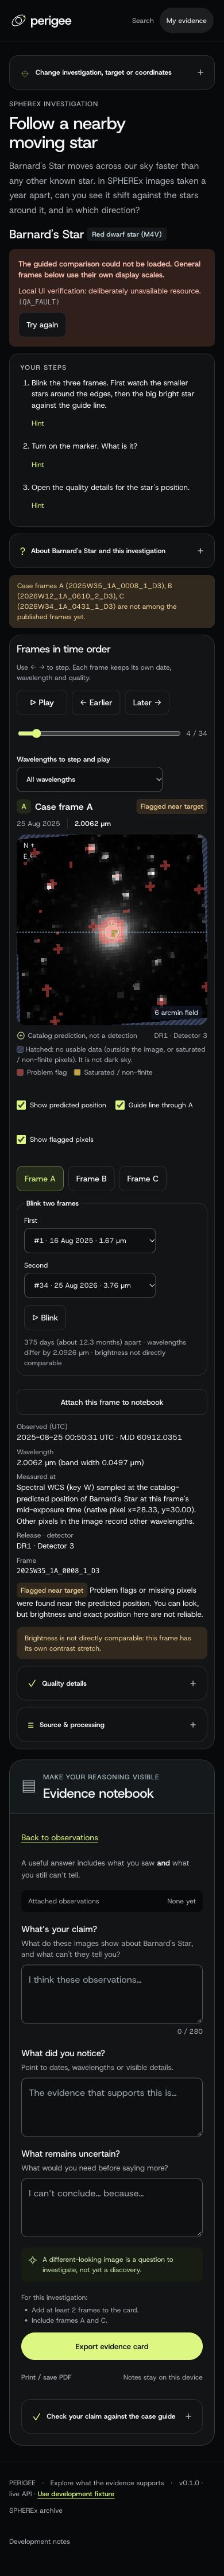 perigee
Search
My evidence
Change investigation, target or coordinates
SPHEREX INVESTIGATION
Follow a nearby
moving star
Barnard's Star moves across our sky faster than
any other known star. In SPHEREx images taken a
year apart, can you see it shift against the stars
around it, and in which direction?
Barnard's Star Red dwarf star (M4V)
The guided comparison could not be loaded. General
frames below use their own display scales.
Local UI verification: deliberately unavailable resource.
(QA_FAULT)
Try again
YOUR STEPS
1. Blink the three frames. First watch the smaller
stars around the edges, then the big bright star
against the guide line.
Hint
2. Turn on the marker. What is it?
Hint
3. Open the quality details for the star's position.
Hint
? About Barnard's Star and this investigation
Case frames A (2025W35_1A_0008_1_D3), B
(2026W12_1A_0610_2_D3), C
(2026W34_1A_0431_1_D3) are not among the
published frames yet.
Frames in time order
Use ← → to step. Each frame keeps its own date,
wavelength and quality.
Play
← Earlier
Later →
4 / 34
Wavelengths to step and play
All wavelengths
A Case frame A Flagged near target
25 Aug 2025 2.0062 μm
N ↑
E ←
6 arcmin field
Catalog prediction, not a detection DR1 · Detector 3
Hatched: no usable data (outside the image, or saturated
/ non-finite pixels). It is not dark sky.
Problem flag Saturated / non-finite
Show predicted position Guide line through A
Show flagged pixels
Frame A Frame B Frame C
Blink two frames
First
#1 · 16 Aug 2025 · 1.67 μm
Second
#34 · 25 Aug 2026 · 3.76 μm
Blink
375 days (about 12.3 months) apart · wavelengths
differ by 2.0926 μm · brightness not directly
comparable
Attach this frame to notebook
Observed (UTC)
2025-08-25 00:50:31 UTC · MJD 60912.0351
Wavelength
2.0062 μm (band width 0.0497 μm)
Measured at
Spectral WCS (key W) sampled at the catalog-
predicted position of Barnard's Star at this frame's
mid-exposure time (native pixel x=28.33, y=30.00).
Other pixels in the image record other wavelengths.
Release · detector
DR1 · Detector 3
Frame
2025W35_1A_0008_1_D3
Flagged near target Problem flags or missing pixels
were found near the predicted position. You can look,
but brightness and exact position here are not reliable.
Brightness is not directly comparable: this frame has
its own contrast stretch.
Quality details
Source & processing
MAKE YOUR REASONING VISIBLE
Evidence notebook
Back to observations
A useful answer includes what you saw and what
you still can't tell.
Attached observations None yet
What's your claim?
What do these images show about Barnard's Star,
and what can't they tell you?
I think these observations…
0 / 280
What did you notice?
Point to dates, wavelengths or visible details.
The evidence that supports this is…
What remains uncertain?
What would you need before saying more?
I can't conclude… because…
A different-looking image is a question to
investigate, not yet a discovery.
For this investigation:
• Add at least 2 frames to the card.
• Include frames A and C.
Export evidence card
Print / save PDF Notes stay on this device
Check your claim against the case guide
PERIGEE · Explore what the evidence supports · v0.1.0 ·
live API · Use development fixture
SPHEREx archive
Development notes